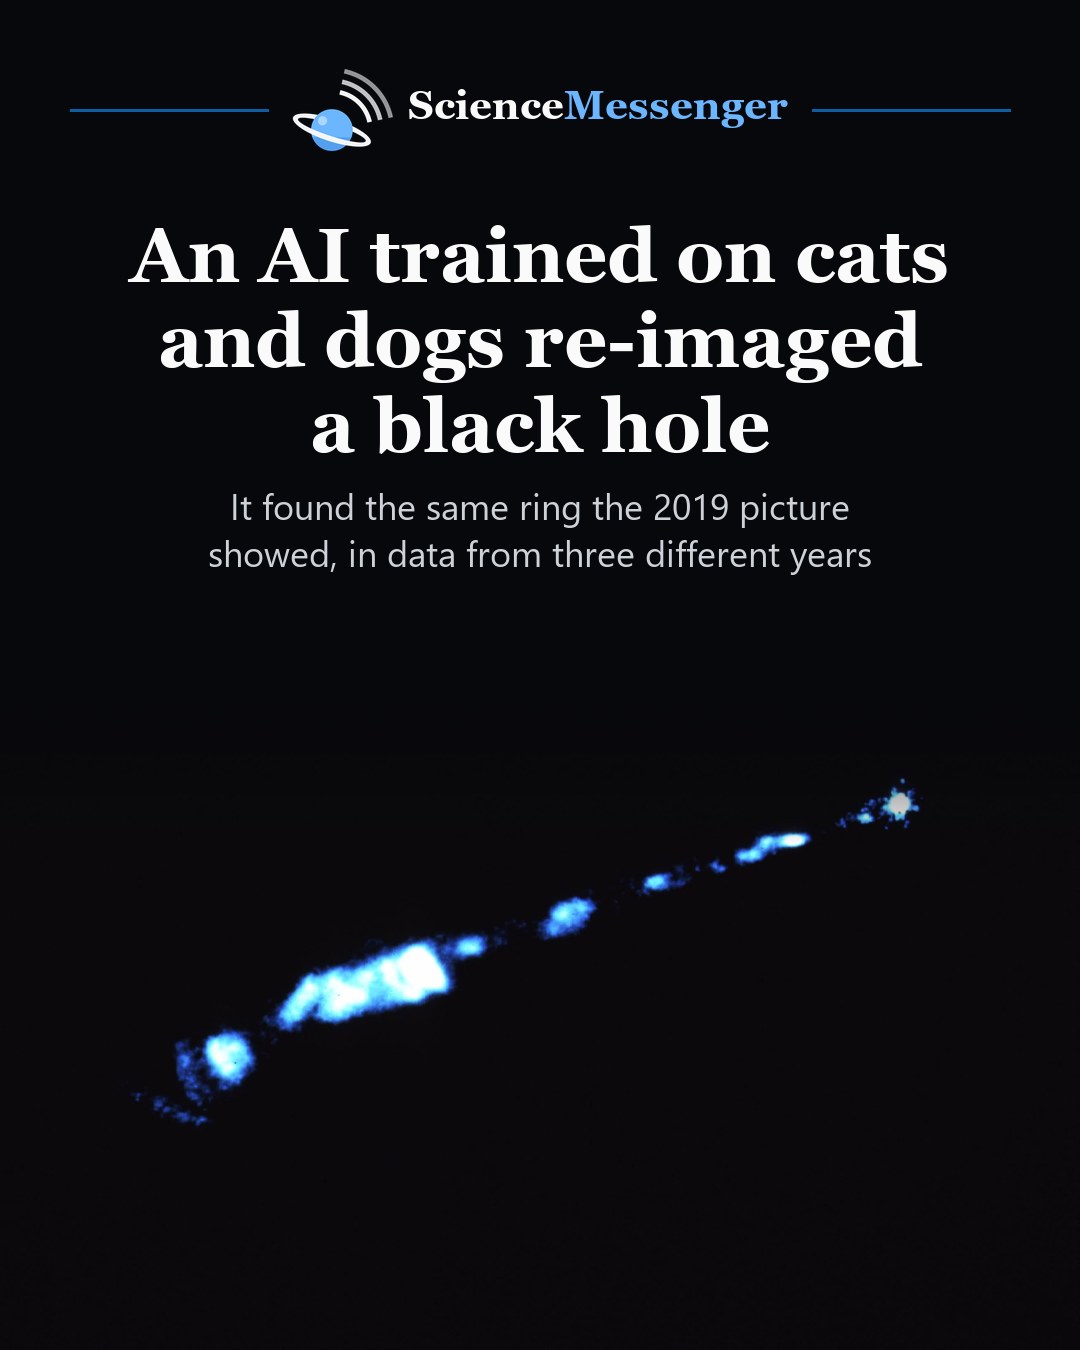 ScienceMessenger
An AI trained on cats
and dogs re-imaged
a black hole
It found the same ring the 2019 picture
showed, in data from three different years